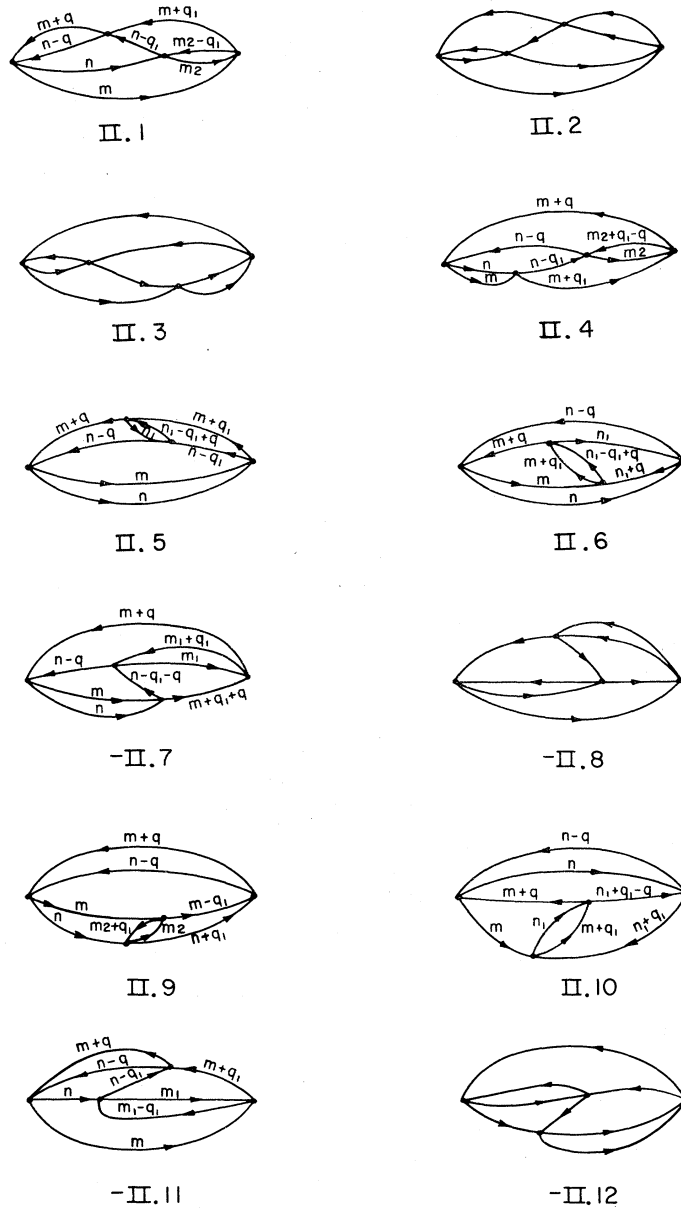 m+q m+q₁
n-q n-q₁ m2-q₁
n m2
m
II.1
II.2
II.3
m+q
n-q m2+q₁-q
n n-q₁ m2
m m+q₁
II.4
m+q n₁ n₁-q₁+q m+q₁
n-q n-q₁
m
n
II.5
n-q
m+q n₁
m+q₁ n₁-q₁+q
m n₁+q
n
II.6
m+q
m₁+q₁
n-q m₁
m n-q₁-q
n m+q₁+q
-II.7
-II.8
m+q
n-q
m m-q₁
n m2+q₁ m2 n+q₁
II.9
n-q
n
m+q n₁+q₁-q
m n₁ m+q₁ n₁+q₁
II.10
m+q
n-q m+q₁
n n-q₁ m₁
m₁-q₁
m
-II.11
-II.12